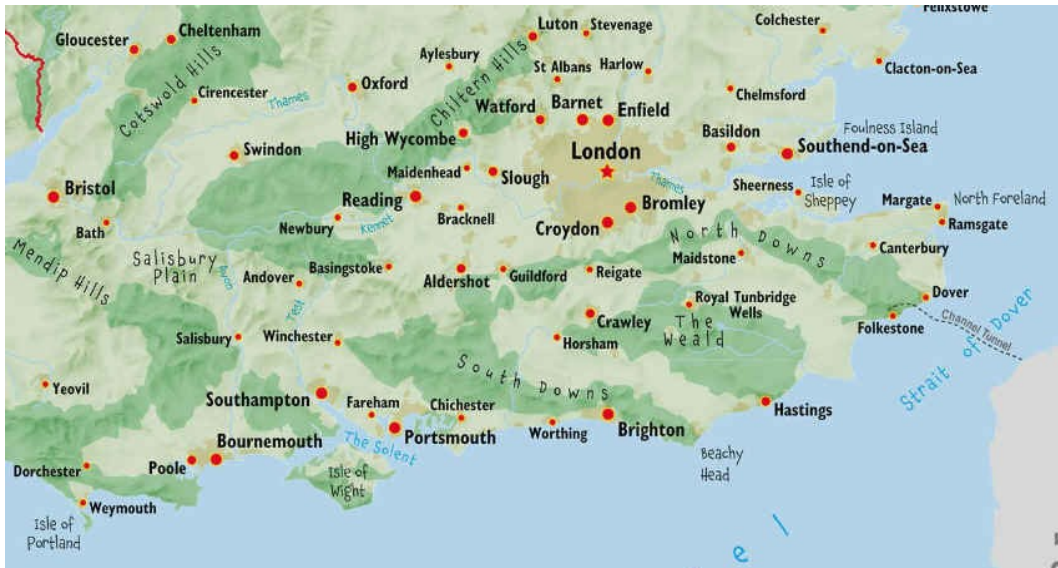 Felixstowe
Colchester
Luton
Stevenage
Cheltenham
Gloucester
Aylesbury
Clacton-on-Sea
Cotswold Hills
Chiltern Hills
St Albans
Harlow
Oxford
Chelmsford
Cirencester
Thames
Watford
Barnet
Enfield
High Wycombe
Basildon
Foulness Island
Southend-on-Sea
London
Swindon
Maidenhead
Slough
Thames
Sheerness
Isle of
Sheppey
Bristol
Reading
Bracknell
Bromley
Margate
North Foreland
Ramsgate
Bath
Newbury
Kennet
Croydon
North Downs
Canterbury
Mendip Hills
Salisbury
Plain
Avon
Andover
Basingstoke
Aldershot
Guildford
Reigate
Maidstone
Dover
Test
Royal Tunbridge
Wells
Crawley
The
Weald
Folkestone
Channel Tunnel
Strait of Dover
Salisbury
Winchester
Horsham
South Downs
Yeovil
Southampton
Fareham
Chichester
Hastings
Bournemouth
The Solent
Portsmouth
Worthing
Brighton
Beachy
Head
Dorchester
Poole
Isle of
Wight
Weymouth
Isle of
Portland
e l